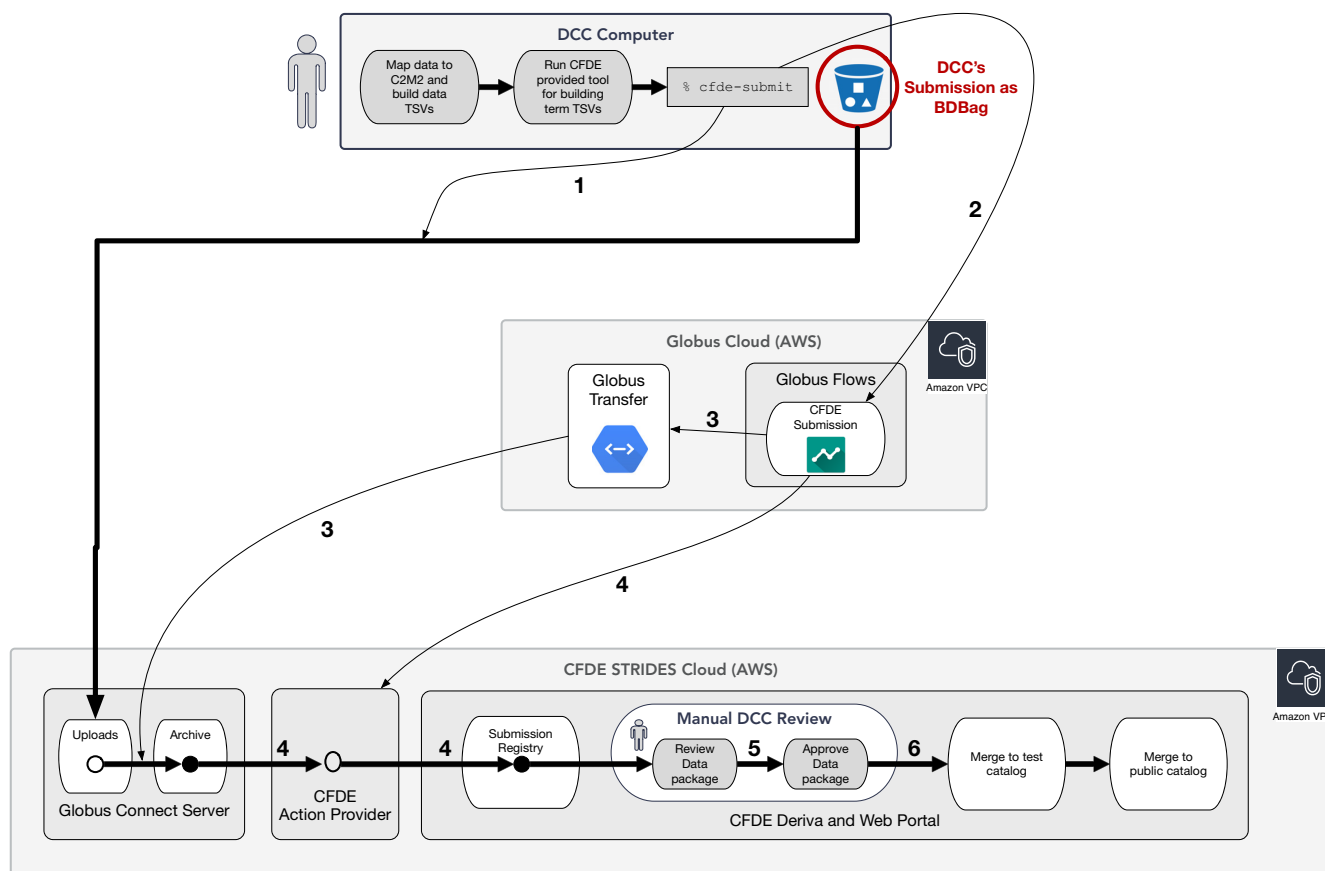 DCC Computer
Map data to
C2M2 and
build data
TSVs
Run CFDE
provided tool
for building
term TSVs
% cfde-submit
DCC's
Submission as
BDBag
1
2
Globus Cloud (AWS)
Amazon VPC
Globus
Transfer
Globus Flows
CFDE
Submission
3
3
4
CFDE STRIDES Cloud (AWS)
Amazon VP
Uploads
Archive
Globus Connect Server
4
CFDE
Action Provider
4
Submission
Registry
Manual DCC Review
Review
Data
package
5
Approve
Data
package
6
Merge to test
catalog
Merge to
public catalog
CFDE Deriva and Web Portal